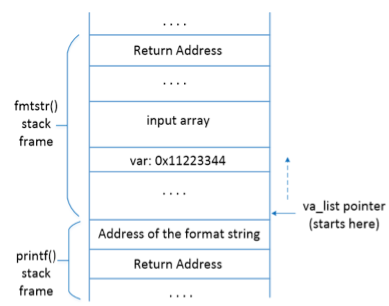 . . . .
Return Address
. . . .
fmtstr()
stack
frame
input array
var: 0x11223344
. . . .
va_list pointer
(starts here)
Address of the format string
printf()
stack
frame
Return Address
. . . .